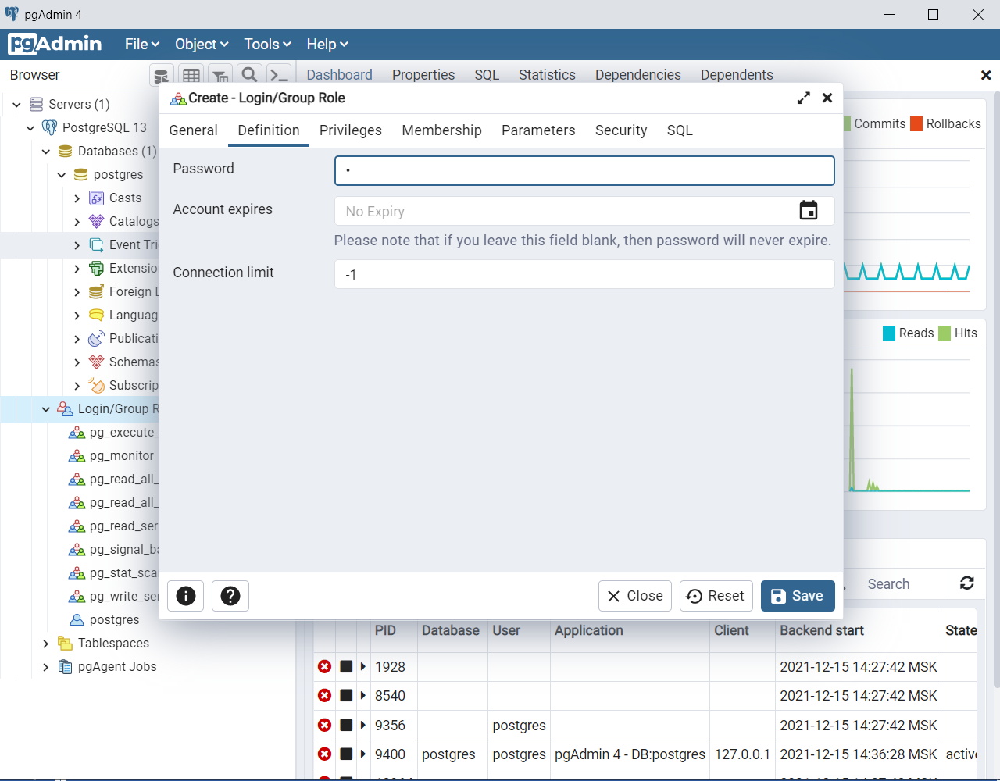 pgAdmin 4
pgAdmin File Object Tools Help
Browser
Dashboard Properties SQL Statistics Dependencies Dependents
Servers (1)
PostgreSQL 13
Databases (1)
postgres
Casts
Catalogs
Event Tri
Extensio
Foreign D
Languag
Publicati
Schemas
Subscrip
Login/Group R
pg_execute_
pg_monitor
pg_read_all_
pg_read_all_
pg_read_ser
pg_signal_ba
pg_stat_sca
pg_write_ser
postgres
Tablespaces
pgAgent Jobs
Create - Login/Group Role
General Definition Privileges Membership Parameters Security SQL
Password •
Account expires No Expiry
Please note that if you leave this field blank, then password will never expire.
Connection limit -1
Close Reset Save
Commits Rollbacks
Reads Hits
Search
PID Database User Application Client Backend start State
1928 2021-12-15 14:27:42 MSK
8540 2021-12-15 14:27:42 MSK
9356 postgres 2021-12-15 14:27:42 MSK
9400 postgres postgres pgAdmin 4 - DB:postgres 127.0.0.1 2021-12-15 14:36:28 MSK activ